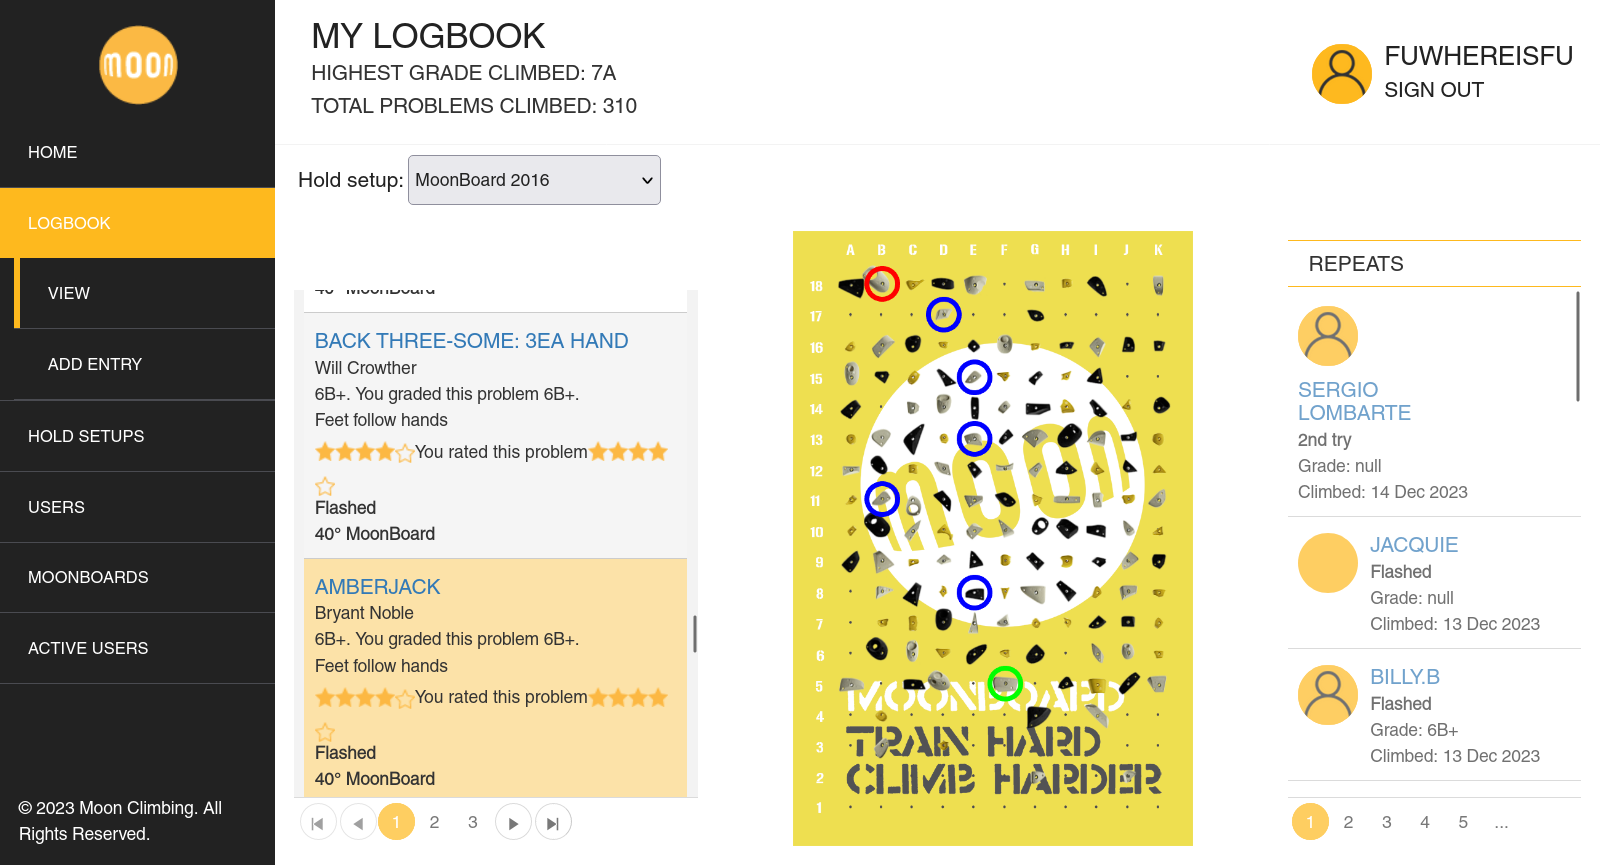 moon
HOME
LOGBOOK
VIEW
ADD ENTRY
HOLD SETUPS
USERS
MOONBOARDS
ACTIVE USERS
© 2023 Moon Climbing. All
Rights Reserved.
MY LOGBOOK
HIGHEST GRADE CLIMBED: 7A
TOTAL PROBLEMS CLIMBED: 310
FUWHEREISFU
SIGN OUT
Hold setup: MoonBoard 2016
40° MoonBoard
BACK THREE-SOME: 3EA HAND
Will Crowther
6B+. You graded this problem 6B+.
Feet follow hands
You rated this problem
Flashed
40° MoonBoard
AMBERJACK
Bryant Noble
6B+. You graded this problem 6B+.
Feet follow hands
You rated this problem
Flashed
40° MoonBoard
1 2 3
A B C D E F G H I J K
18
17
16
15
14
13
12
11
10
9
8
7
6
5
4
3
2
1
moon
MOONBOARD
TRAIN HARD
CLIMB HARDER
REPEATS
SERGIO
LOMBARTE
2nd try
Grade: null
Climbed: 14 Dec 2023
JACQUIE
Flashed
Grade: null
Climbed: 13 Dec 2023
BILLY.B
Flashed
Grade: 6B+
Climbed: 13 Dec 2023
1 2 3 4 5 ...